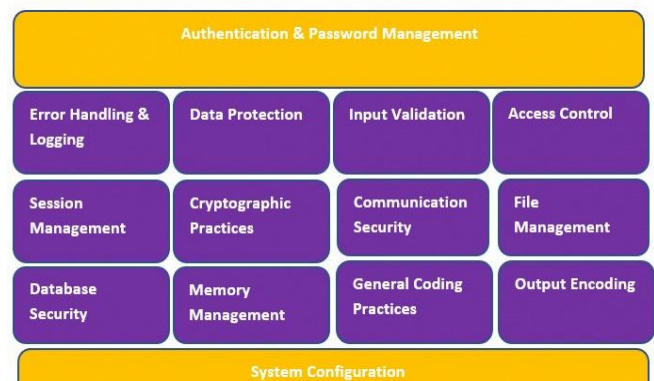 Authentication & Password Management
Error Handling &
Logging
Data Protection
Input Validation
Access Control
Session
Management
Cryptographic
Practices
Communication
Security
File
Management
Database
Security
Memory
Management
General Coding
Practices
Output Encoding
System Configuration